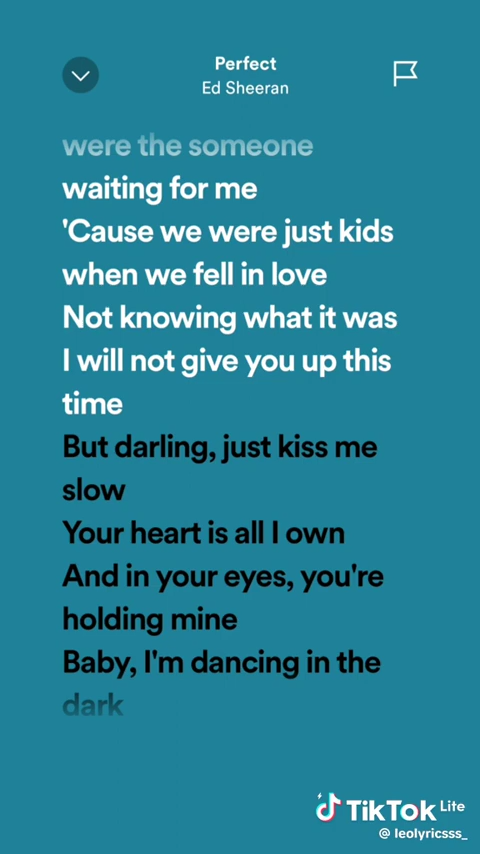 Perfect
Ed Sheeran
were the someone
waiting for me
'Cause we were just kids
when we fell in love
Not knowing what it was
I will not give you up this
time
But darling, just kiss me
slow
Your heart is all I own
And in your eyes, you're
holding mine
Baby, I'm dancing in the
dark
TikTok Lite
@ leolyricsss_